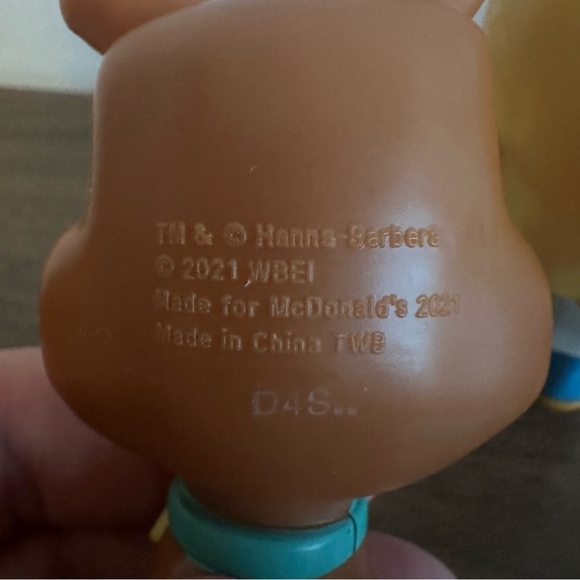 TM & © Hanna-Barbera
© 2021 WBEI
Made for McDonald's 2021
Made in China TWB
D4S..